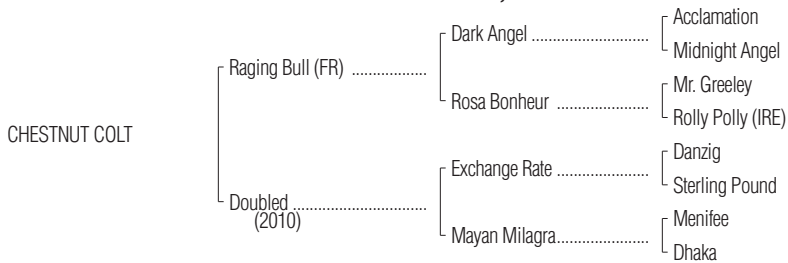 Acclamation
Dark Angel ............................
Midnight Angel
Raging Bull (FR) ..................
Mr. Greeley
Rosa Bonheur ......................
Rolly Polly (IRE)
CHESTNUT COLT
Danzig
Exchange Rate ......................
Sterling Pound
Doubled ................................
(2010)
Menifee
Mayan Milagra......................
Dhaka